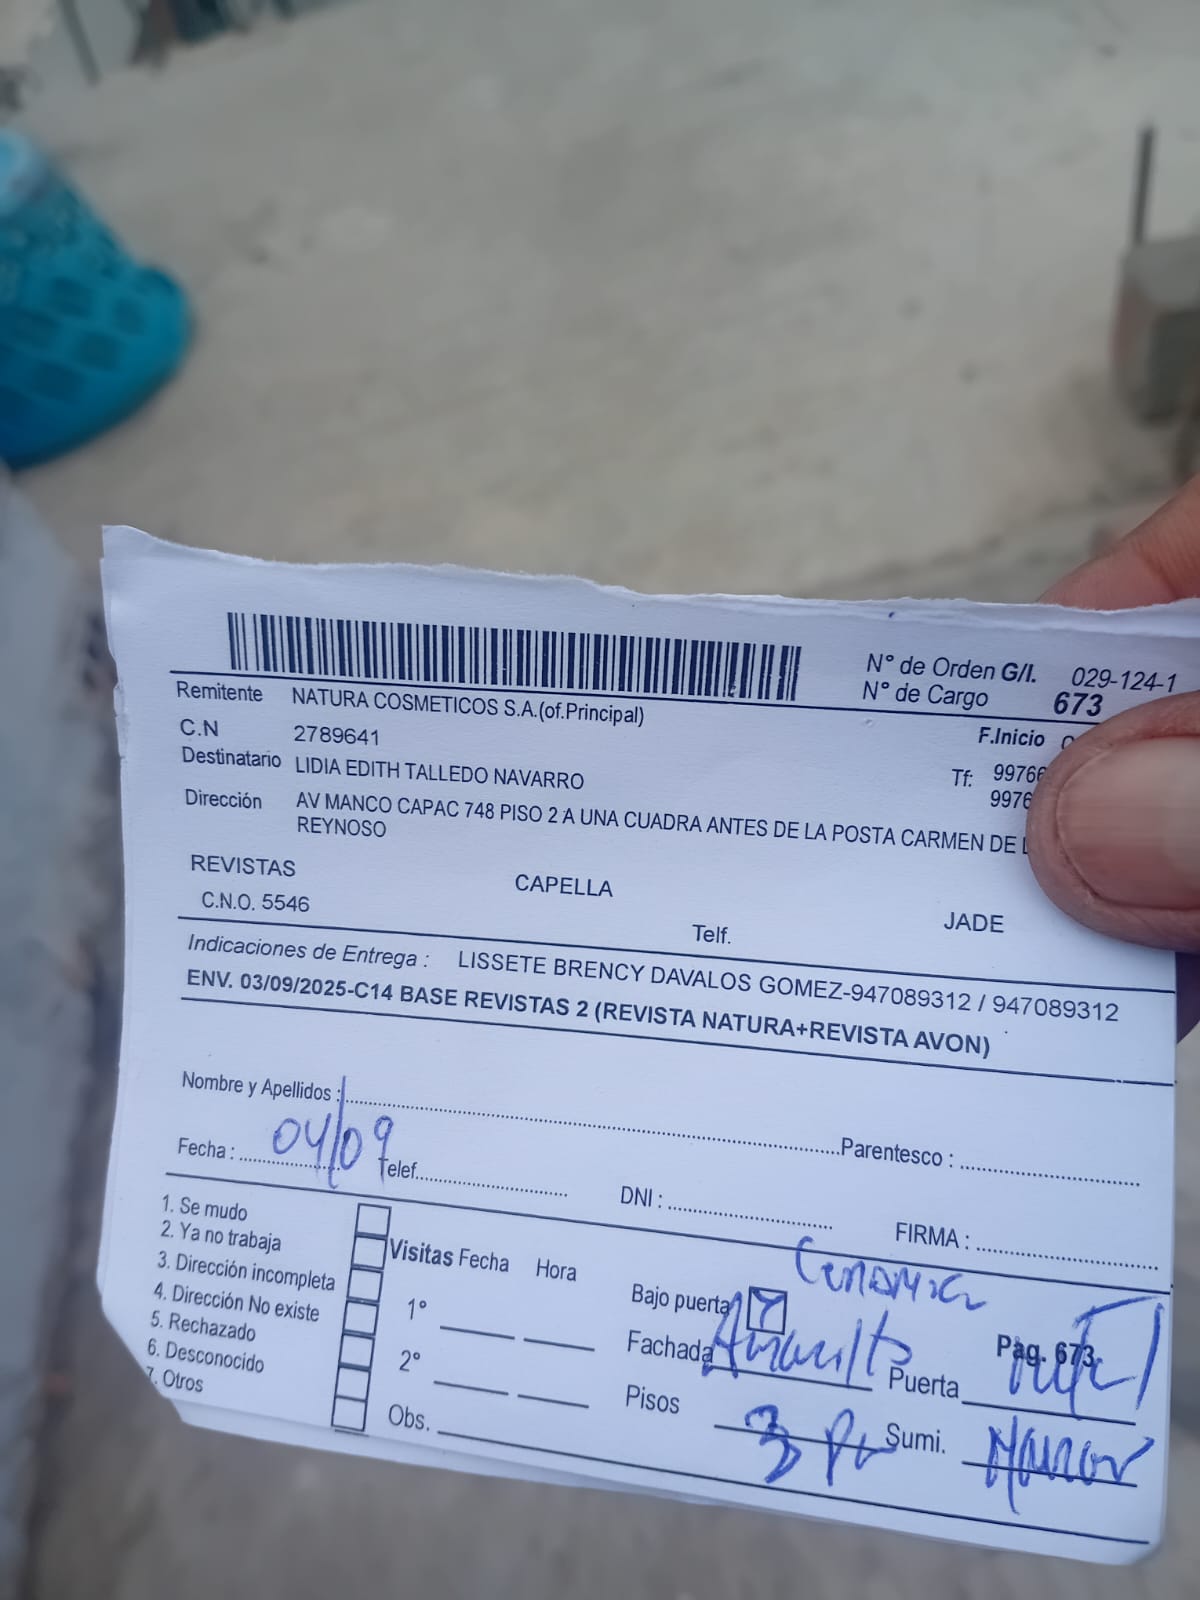 N° de Orden G/I. 029-124-1
N° de Cargo 673
Remitente NATURA COSMETICOS S.A.(of.Principal)
F.Inicio
C.N 2789641
Tf: 99766
9976
Destinatario LIDIA EDITH TALLEDO NAVARRO
Dirección AV MANCO CAPAC 748 PISO 2 A UNA CUADRA ANTES DE LA POSTA CARMEN DE
REYNOSO
REVISTAS CAPELLA JADE
C.N.O. 5546 Telf.
Indicaciones de Entrega : LISSETE BRENCY DAVALOS GOMEZ-947089312 / 947089312
ENV. 03/09/2025-C14 BASE REVISTAS 2 (REVISTA NATURA+REVISTA AVON)
Nombre y Apellidos : Parentesco :
Fecha : 04/09 Telef. DNI : FIRMA :
1. Se mudo
2. Ya no trabaja
3. Dirección incompleta
4. Dirección No existe
5. Rechazado
6. Desconocido
7. Otros
Visitas Fecha Hora
1°
2°
Obs.
Bajo puerta
Fachada Amarillo Puerta
Pág. 673
Pisos 3 Sumi.